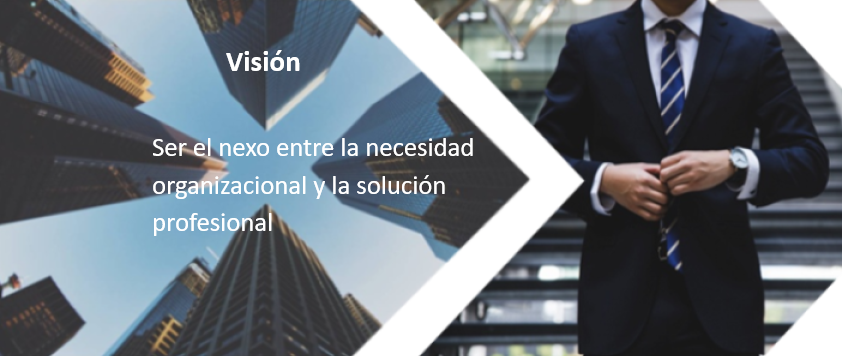 Visión
Ser el nexo entre la necesidad
organizacional y la solución
profesional